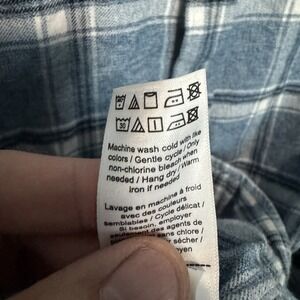 30
Machine wash cold with like
colors / Gentle cycle / Only
non-chlorine bleach when
needed / Hang dry / Warm
iron if needed
Lavage en machine à froid
avec des couleurs
semblables / Cycle délicat /
Si besoin, employer
seulement des agents de
sans chlore /
sécher /